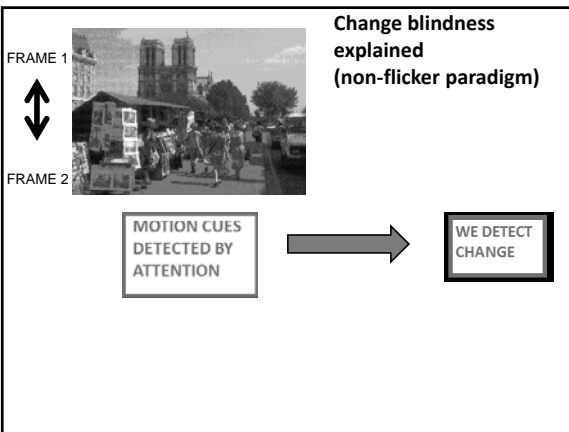 Change blindness
explained
(non-flicker paradigm)
FRAME 1
FRAME 2
MOTION CUES
DETECTED BY
ATTENTION
WE DETECT
CHANGE